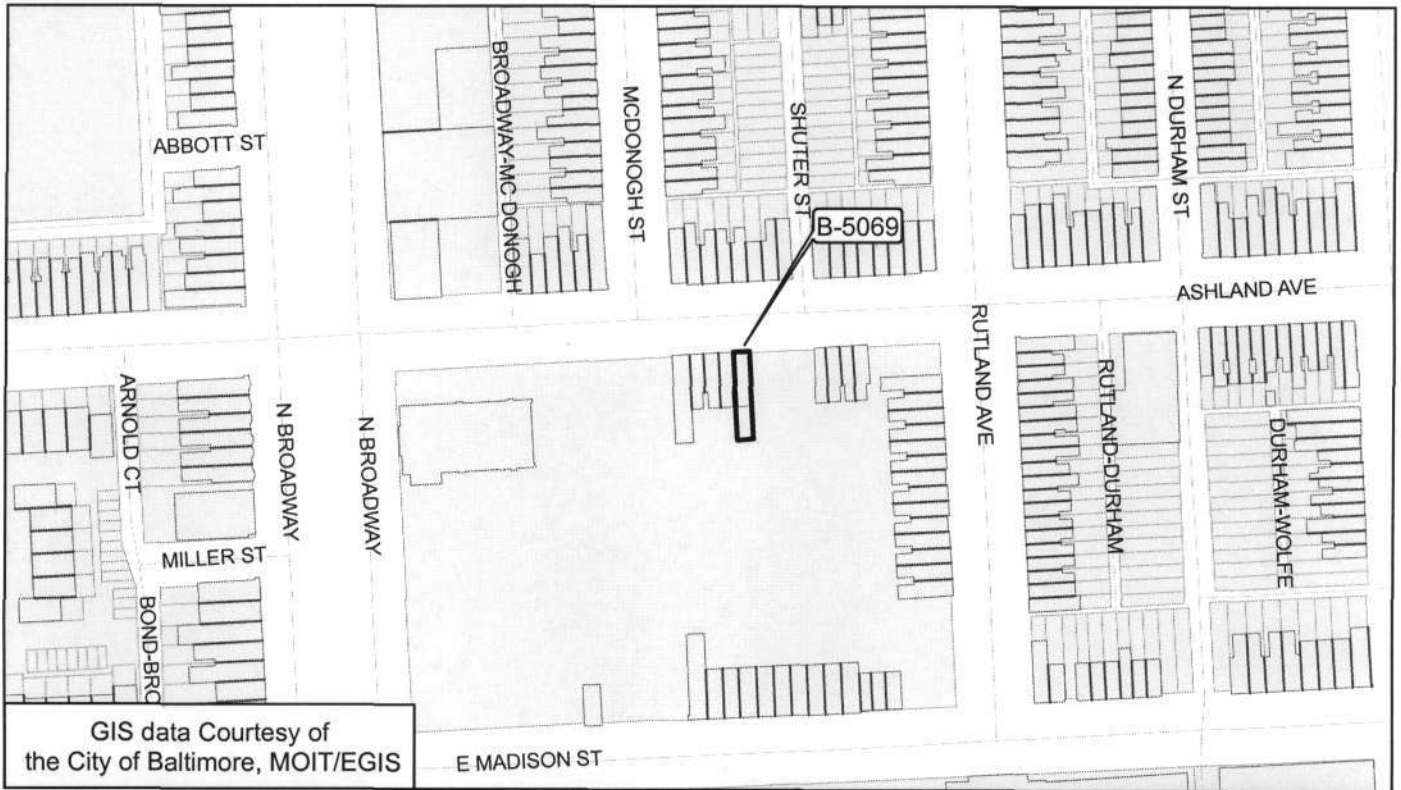 ABBOTT ST
BROADWAY-MC DONOGH
MCDONOGH ST
SHUTER ST
N DURHAM ST
B-5069
ASHLAND AVE
RUTLAND AVE
ARNOLD CT
N BROADWAY
N BROADWAY
RUTLAND-DURHAM
DURHAM-WOLFE
MILLER ST
BOND-BRO
E MADISON ST
GIS data Courtesy of
the City of Baltimore, MOIT/EGIS